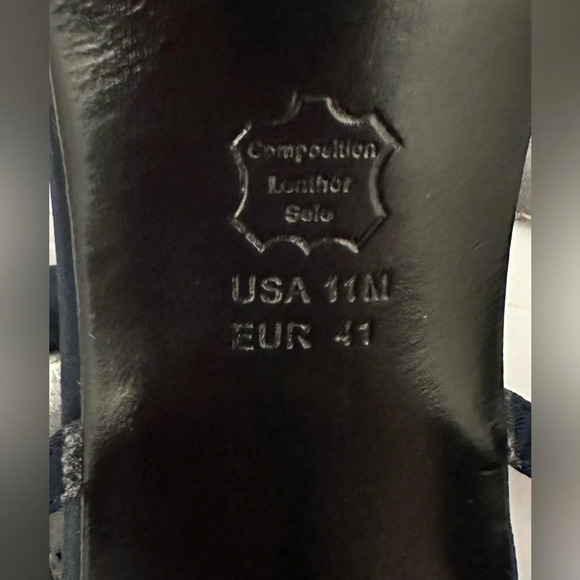 Composition
Leather
Sole
USA 11M
EUR 41